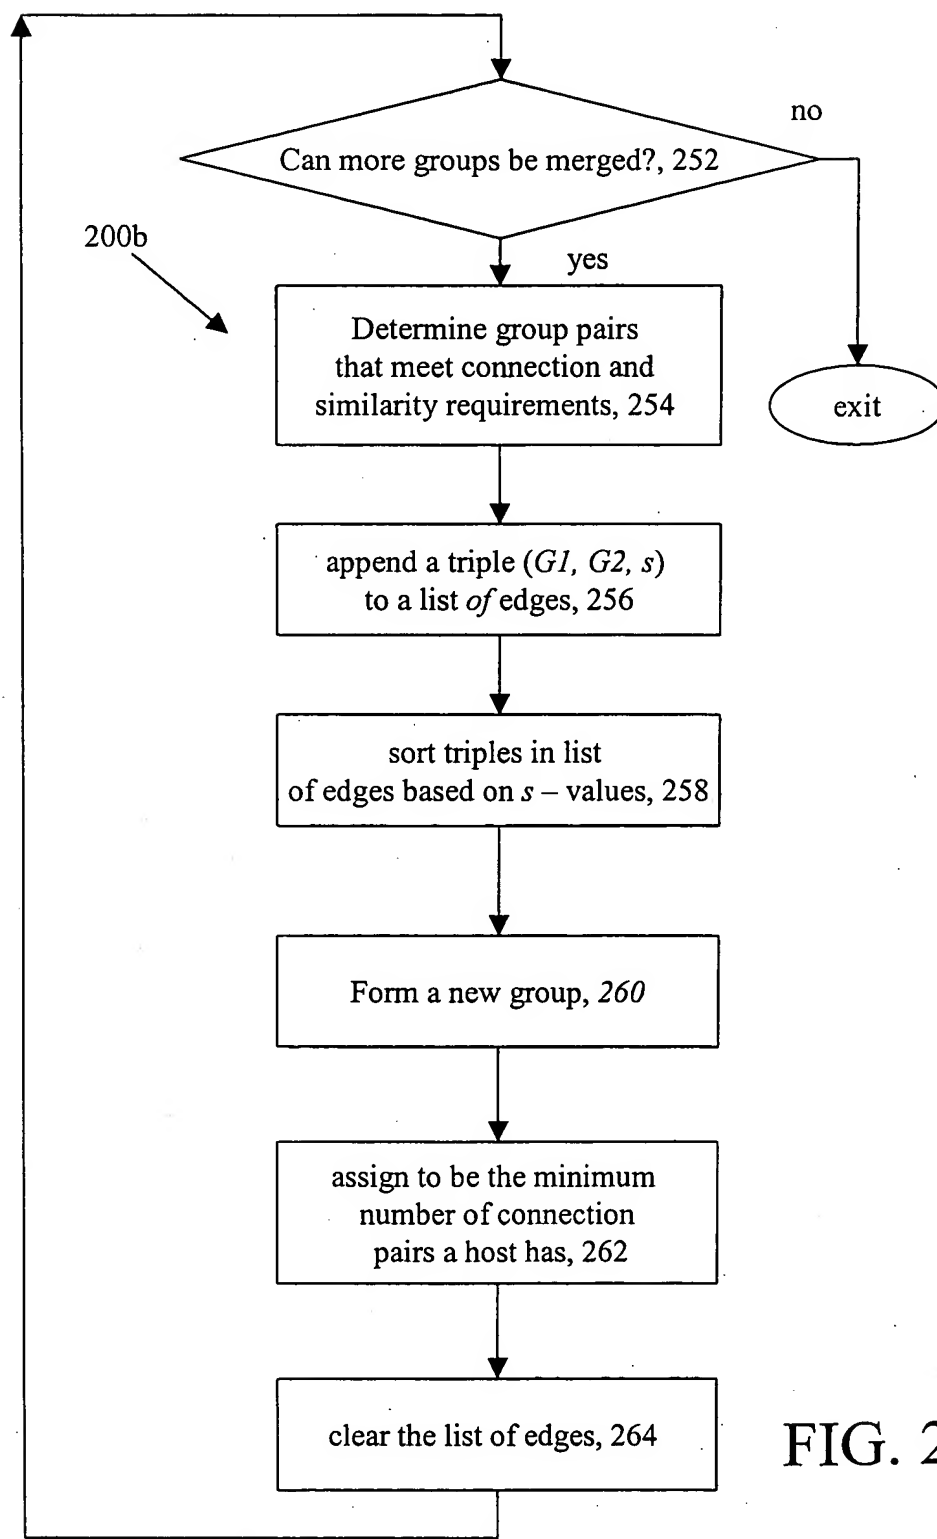 no
Can more groups be merged?, 252
200b
yes
Determine group pairs
that meet connection and
similarity requirements, 254
exit
append a triple (G1, G2, s)
to a list of edges, 256
sort triples in list
of edges based on s – values, 258
Form a new group, 260
assign to be the minimum
number of connection
pairs a host has, 262
clear the list of edges, 264
FIG. 2